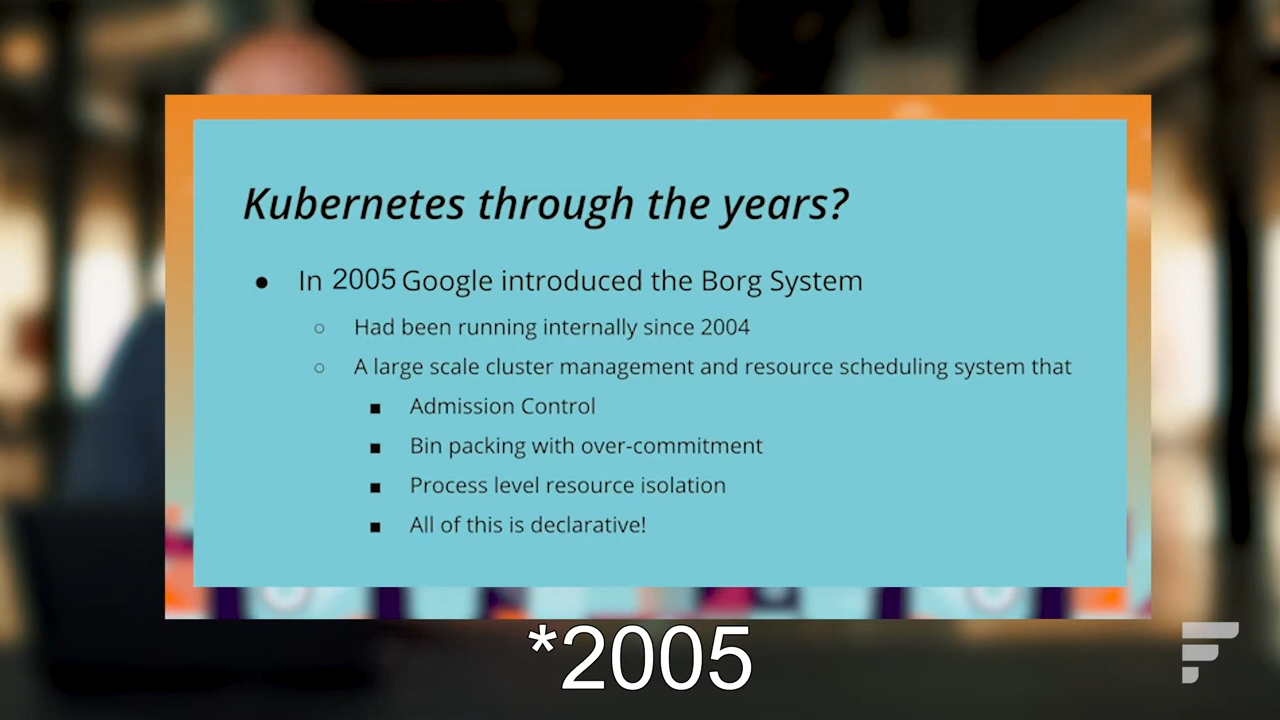 Kubernetes through the years?
● In 2005 Google introduced the Borg System
○ Had been running internally since 2004
○ A large scale cluster management and resource scheduling system that
■ Admission Control
■ Bin packing with over-commitment
■ Process level resource isolation
■ All of this is declarative!
*2005